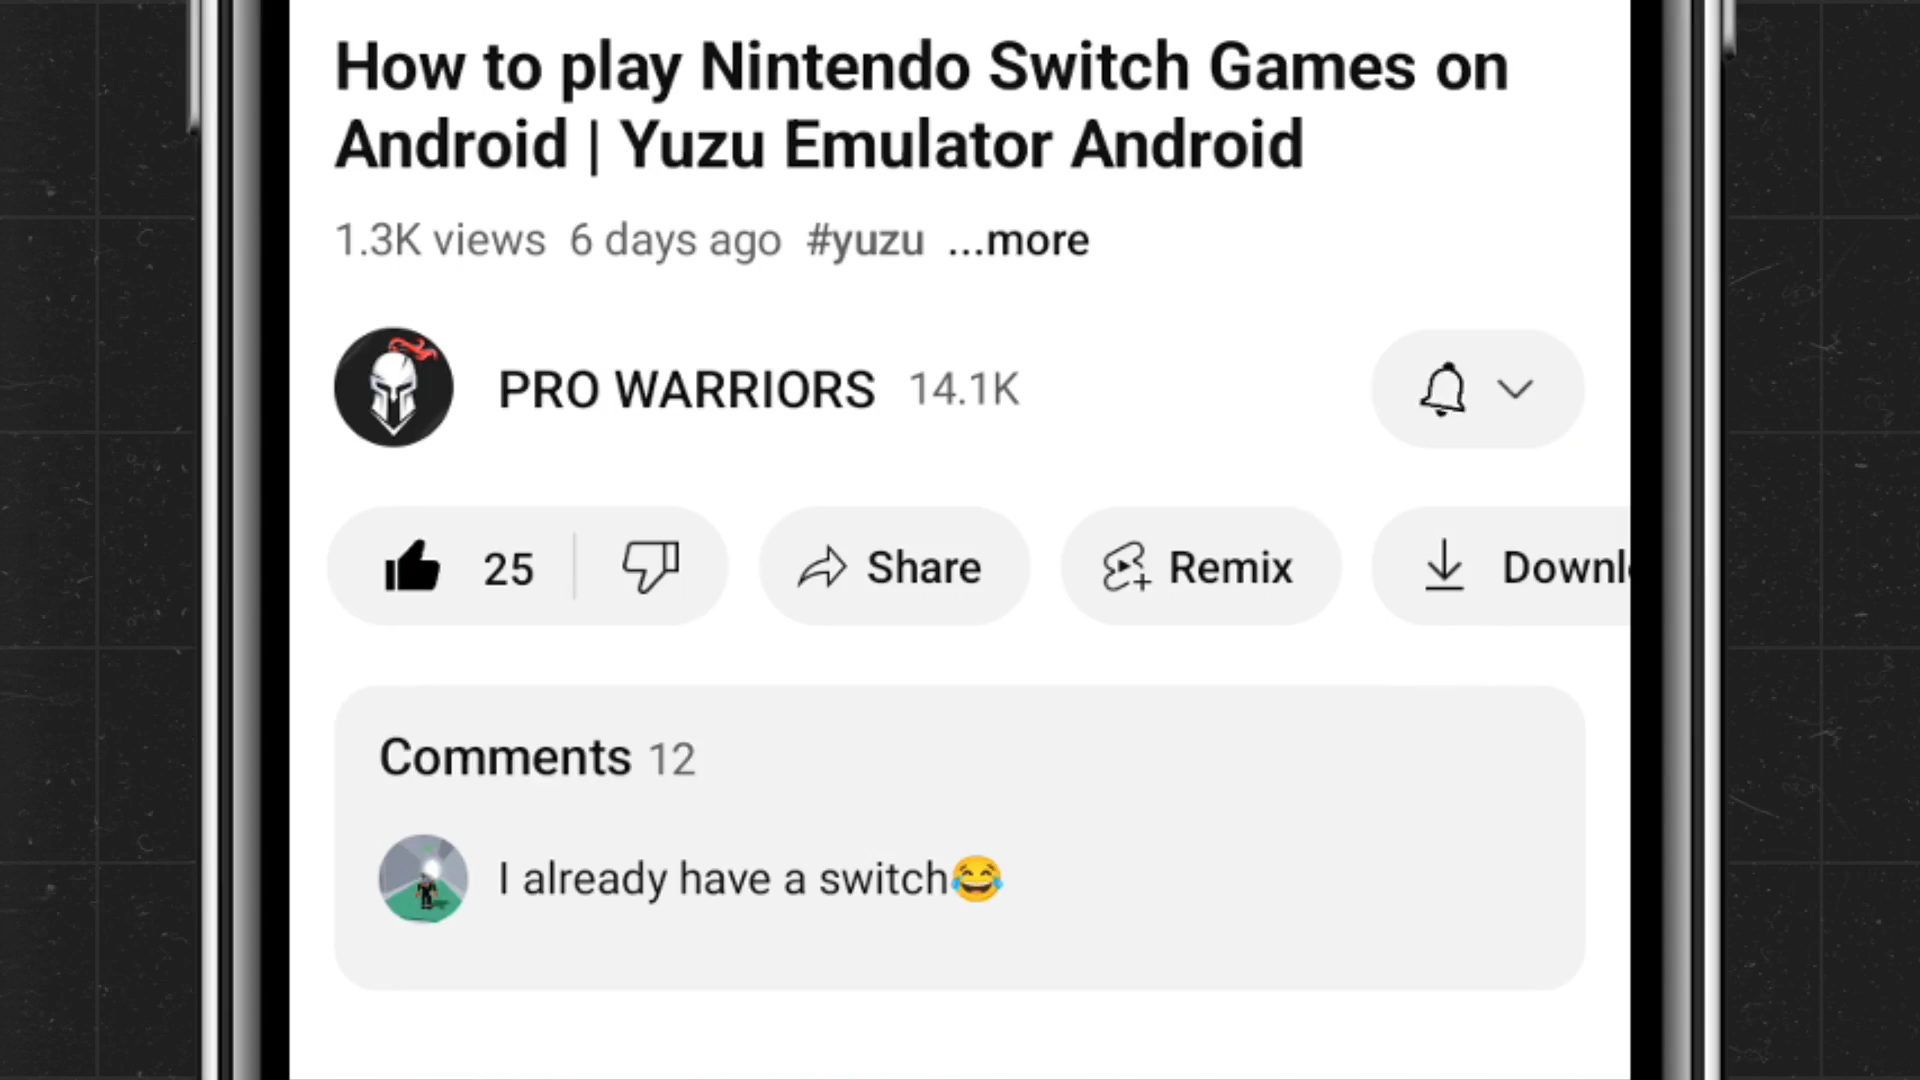 How to play Nintendo Switch Games on
Android | Yuzu Emulator Android
1.3K views 6 days ago #yuzu ...more
PRO WARRIORS 14.1K
25 Share Remix Downl
Comments 12
I already have a switch😂